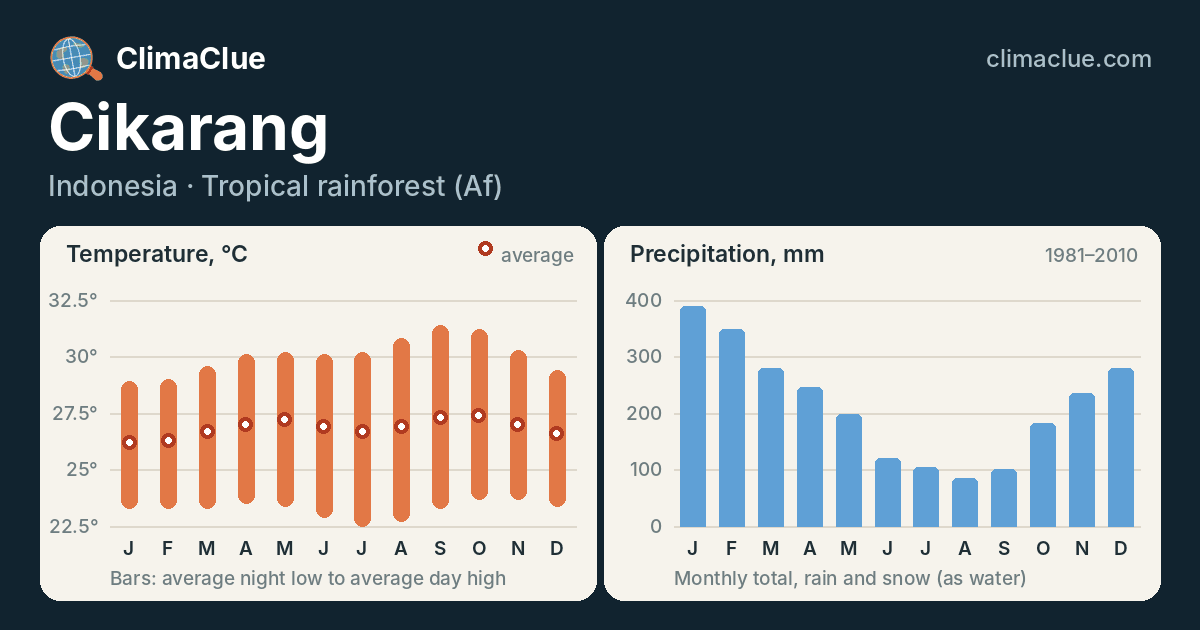 ClimaClue
climaclue.com
Cikarang
Indonesia · Tropical rainforest (Af)
Temperature, °C
average
32.5°
30°
27.5°
25°
22.5°
J F M A M J J A S O N D
Bars: average night low to average day high
Precipitation, mm
1981–2010
400
300
200
100
0
J F M A M J J A S O N D
Monthly total, rain and snow (as water)